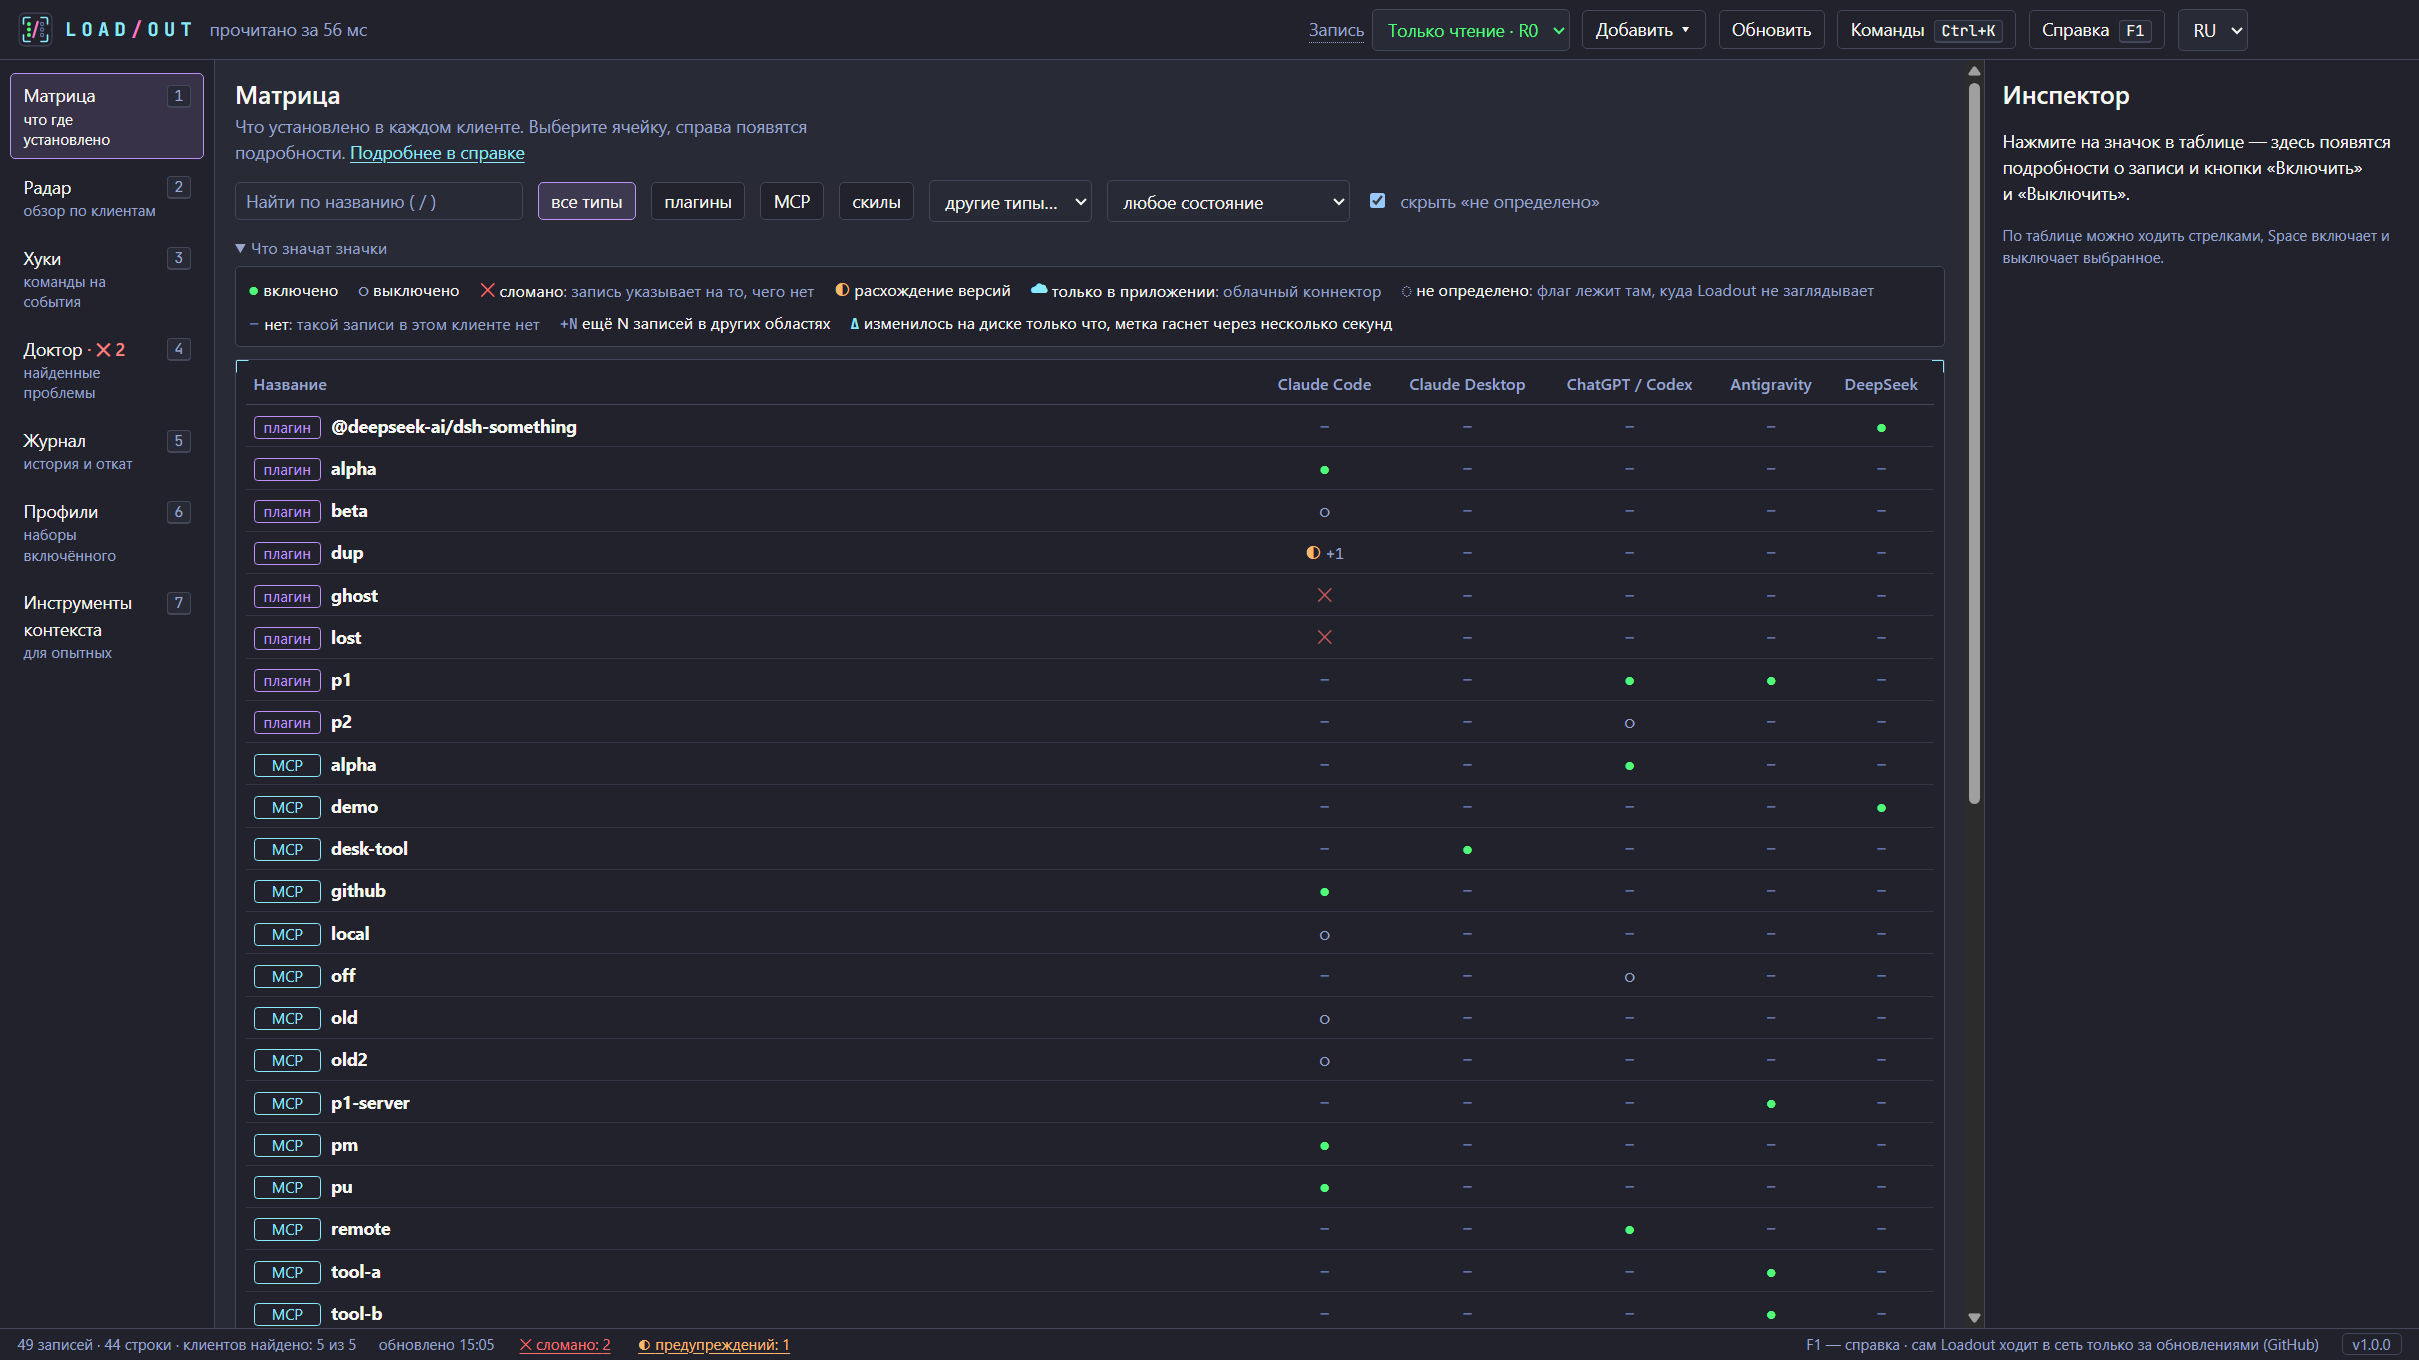 LOAD/OUT прочитано за 56 мс Запись Только чтение · R0 Добавить ▾ Обновить Команды Ctrl+K Справка F1 RU
Матрица 1
что где
установлено
Радар 2
обзор по клиентам
Хуки 3
команды на
события
Доктор · ✕ 2 4
найденные
проблемы
Журнал 5
история и откат
Профили 6
наборы
включённого
Инструменты 7
контекста
для опытных
Матрица
Что установлено в каждом клиенте. Выберите ячейку, справа появятся
подробности. Подробнее в справке
Найти по названию ( / ) все типы плагины MCP скилы другие типы... любое состояние скрыть «не определено»
▼ Что значат значки
● включено ○ выключено ✕ сломано: запись указывает на то, чего нет ◐ расхождение версий ☁ только в приложении: облачный коннектор ◌ не определено: флаг лежит там, куда Loadout не заглядывает
– нет: такой записи в этом клиенте нет +N ещё N записей в других областях Δ изменилось на диске только что, метка гаснет через несколько секунд
Название Claude Code Claude Desktop ChatGPT / Codex Antigravity DeepSeek
плагин @deepseek-ai/dsh-something – – – – ●
плагин alpha ● – – – –
плагин beta ○ – – – –
плагин dup ◐ +1 – – – –
плагин ghost ✕ – – – –
плагин lost ✕ – – – –
плагин p1 – – ● ● –
плагин p2 – – ○ – –
MCP alpha – – ● – –
MCP demo – – – – ●
MCP desk-tool – ● – – –
MCP github ● – – – –
MCP local ○ – – – –
MCP off – – ○ – –
MCP old ○ – – – –
MCP old2 ○ – – – –
MCP p1-server – – – ● –
MCP pm ● – – – –
MCP pu ● – – – –
MCP remote – – ● – –
MCP tool-a – – – ● –
MCP tool-b – – – ● –
Инспектор
Нажмите на значок в таблице — здесь появятся
подробности о записи и кнопки «Включить»
и «Выключить».
По таблице можно ходить стрелками, Space включает и
выключает выбранное.
49 записей · 44 строки · клиентов найдено: 5 из 5 обновлено 15:05 ✕ сломано: 2 ◐ предупреждений: 1 F1 — справка · сам Loadout ходит в сеть только за обновлениями (GitHub) v1.0.0